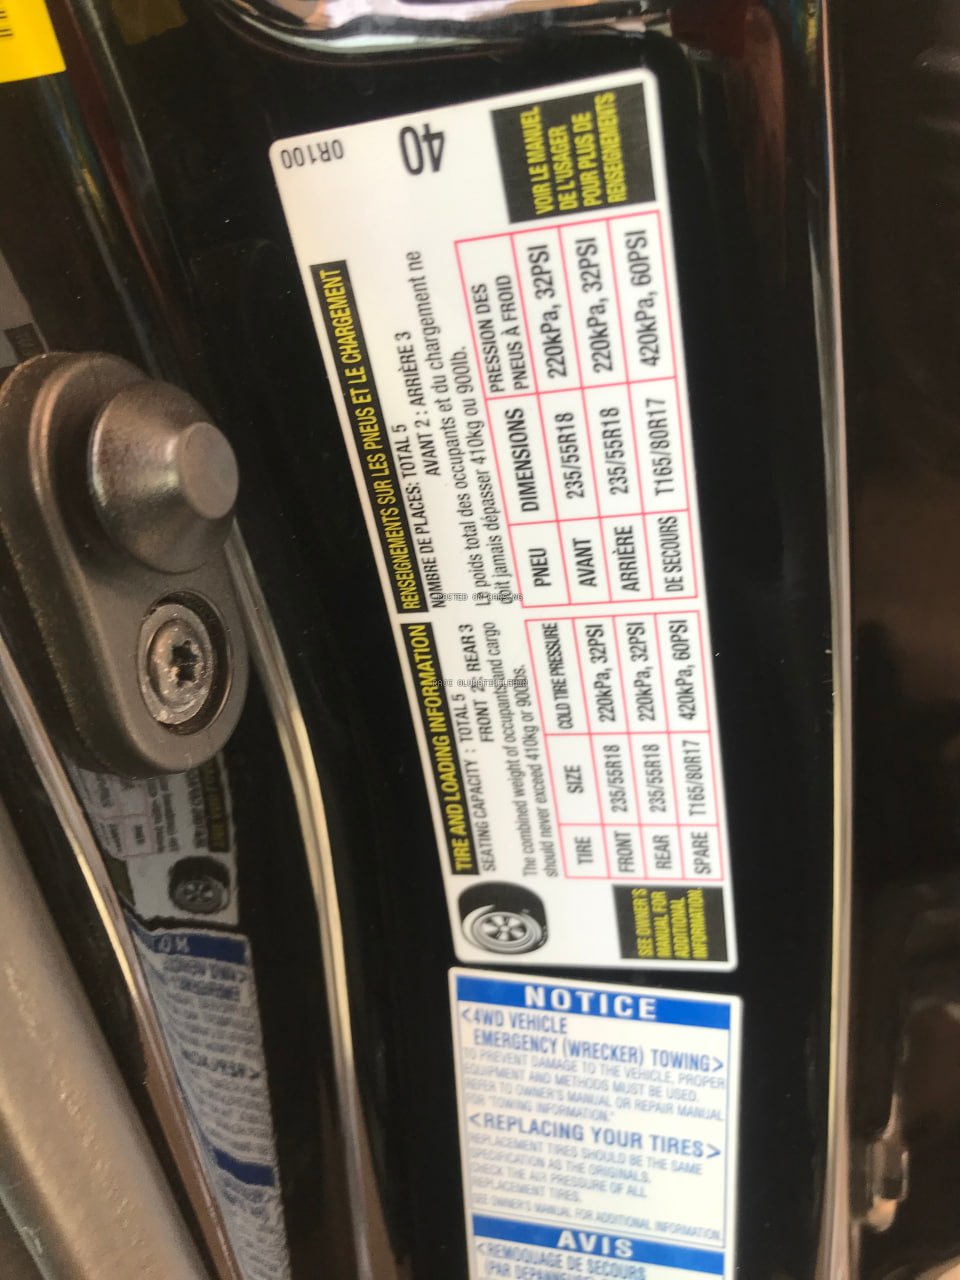 TIRE AND LOADING INFORMATION
SEATING CAPACITY : TOTAL 5
FRONT 2 REAR 3
The combined weight of occupants and cargo
should never exceed 410kg or 900lbs.
TIRE SIZE COLD TIRE PRESSURE
FRONT 235/55R18 220kPa, 32PSI
REAR 235/55R18 220kPa, 32PSI
SPARE T165/80R17 420kPa, 60PSI
SEE OWNER'S
MANUAL FOR
ADDITIONAL
INFORMATION.
RENSEIGNEMENTS SUR LES PNEUS ET LE CHARGEMENT
NOMBRE DE PLACES: TOTAL 5
AVANT 2 : ARRIÈRE 3
Le poids total des occupants et du chargement ne
doit jamais dépasser 410kg ou 900lb.
PNEU DIMENSIONS PRESSION DES
PNEUS À FROID
AVANT 235/55R18 220kPa, 32PSI
ARRIÈRE 235/55R18 220kPa, 32PSI
DE SECOURS T165/80R17 420kPa, 60PSI
VOIR LE MANUEL
DE L'USAGER
POUR PLUS DE
RENSEIGNEMENTS
0R100
40
NOTICE
<4WD VEHICLE
EMERGENCY (WRECKER) TOWING>
TO PREVENT DAMAGE TO THE VEHICLE, PROPER
EQUIPMENT AND METHODS MUST BE USED.
REFER TO OWNER'S MANUAL OR REPAIR MANUAL
FOR "TOWING INFORMATION."
<REPLACING YOUR TIRES>
REPLACEMENT TIRES SHOULD BE THE SAME
SPECIFICATION AS THE ORIGINALS.
CHECK THE AIR PRESSURE OF ALL
REPLACEMENT TIRES.
SEE OWNER'S MANUAL FOR ADDITIONAL INFORMATION.
AVIS
<REMORQUAGE DE SECOURS
(PAR DEPANNEUSE)
POSTED ON